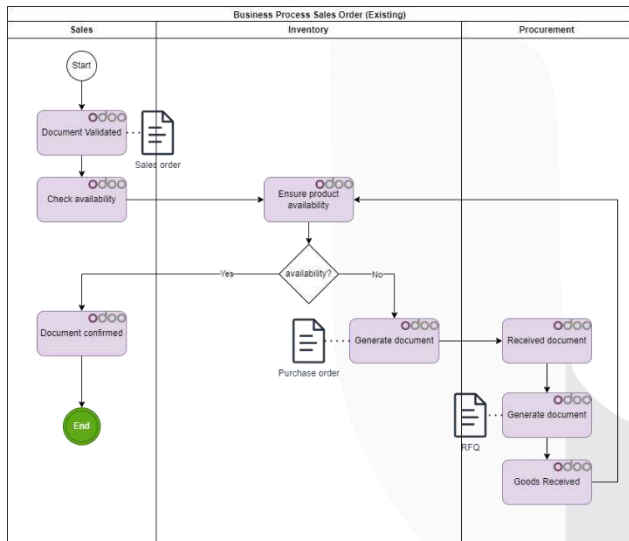 Business Process Sales Order (Existing)
Sales
Inventory
Procurement
Start
odoo
Document Validated
Sales order
odoo
Check availability
odoo
Ensure product
availability
availability?
Yes
No
odoo
Document confirmed
End
odoo
Generate document
Purchase order
odoo
Received document
odoo
Generate document
RFQ
odoo
Goods Received